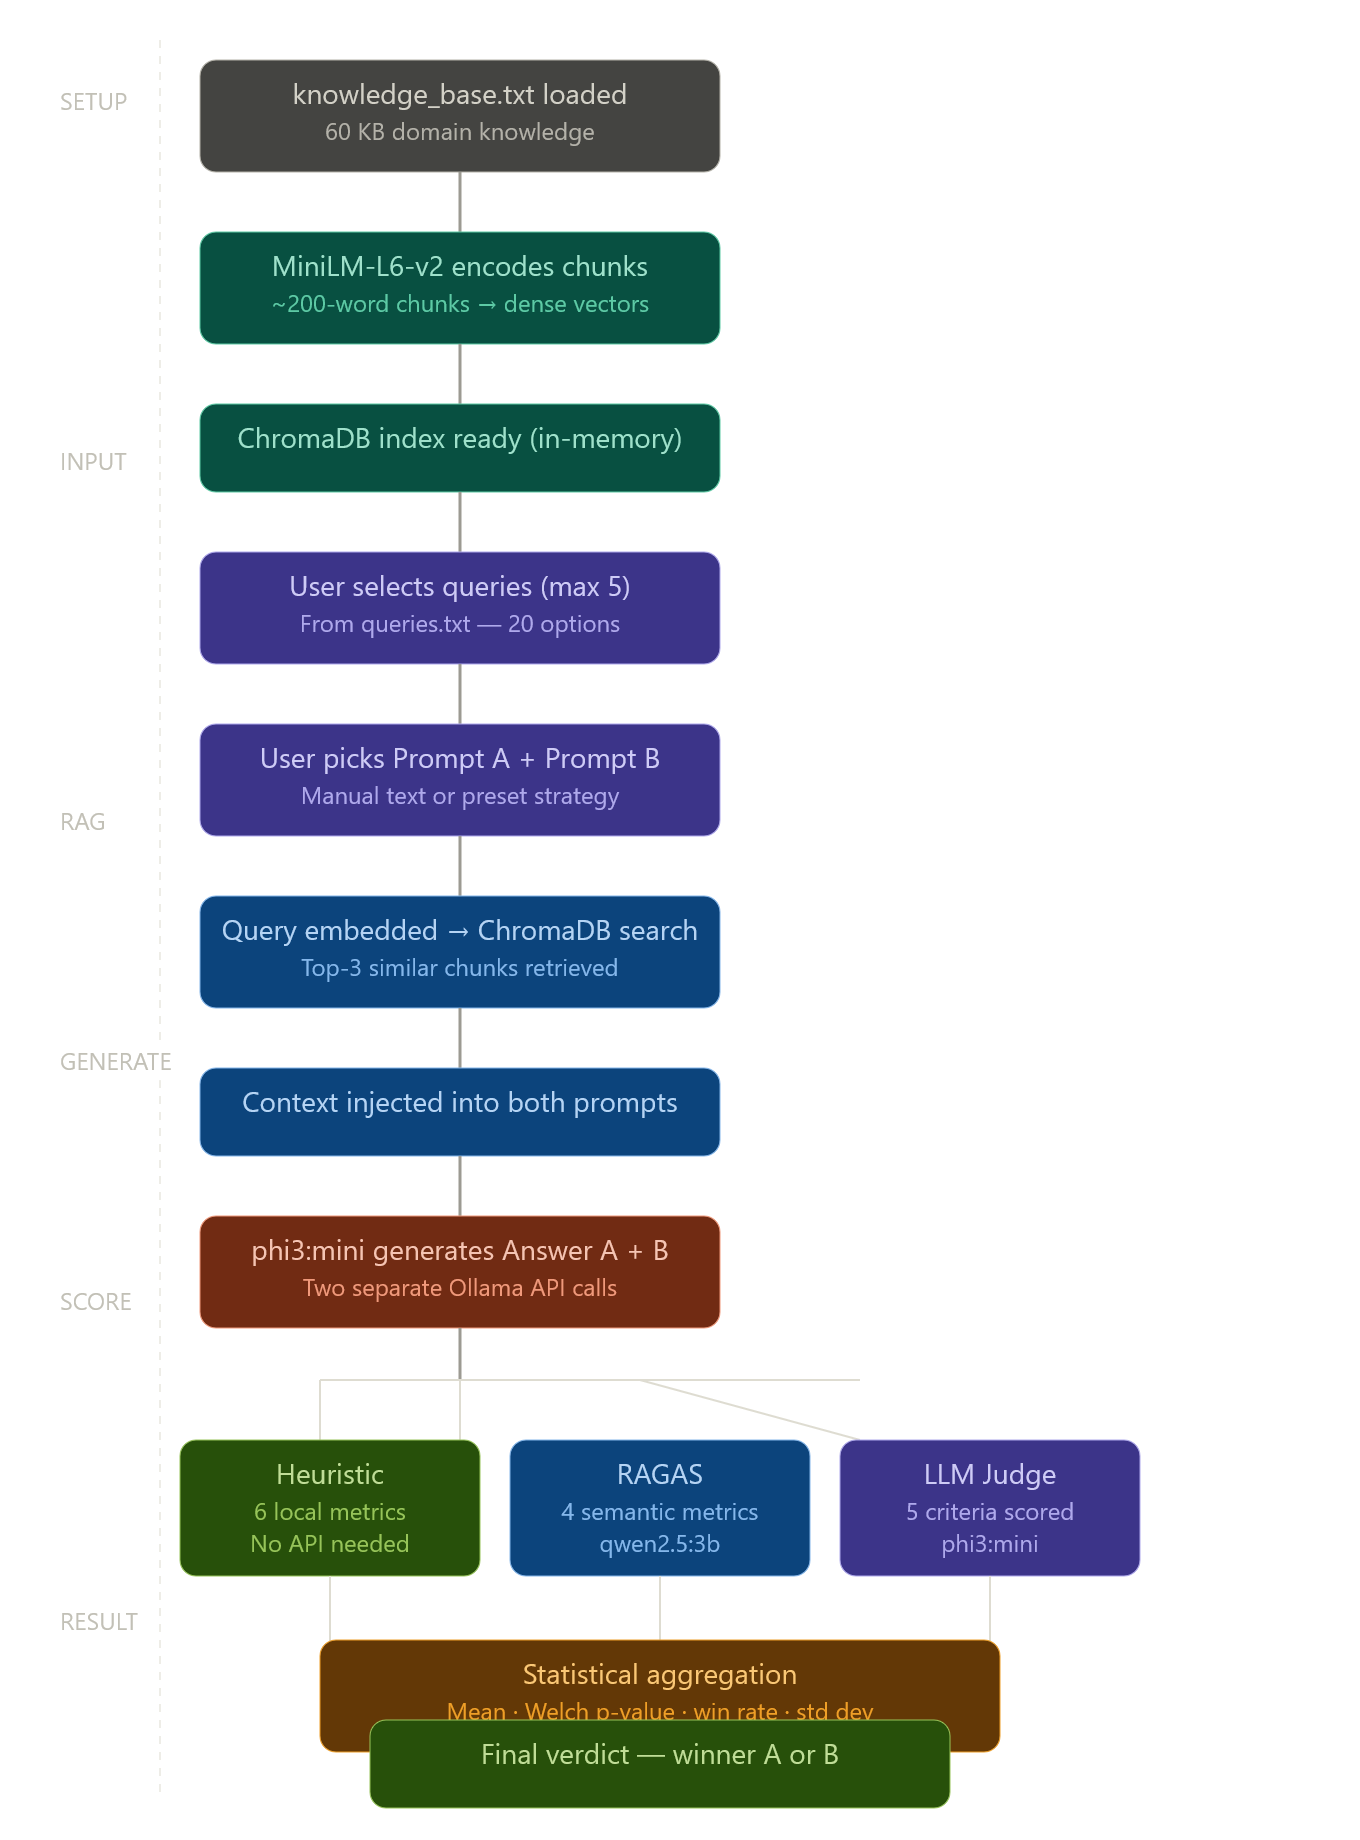 SETUP
knowledge_base.txt loaded
60 KB domain knowledge
MiniLM-L6-v2 encodes chunks
~200-word chunks → dense vectors
INPUT
ChromaDB index ready (in-memory)
User selects queries (max 5)
From queries.txt — 20 options
User picks Prompt A + Prompt B
Manual text or preset strategy
RAG
Query embedded → ChromaDB search
Top-3 similar chunks retrieved
GENERATE
Context injected into both prompts
phi3:mini generates Answer A + B
Two separate Ollama API calls
SCORE
Heuristic
6 local metrics
No API needed
RAGAS
4 semantic metrics
qwen2.5:3b
LLM Judge
5 criteria scored
phi3:mini
RESULT
Statistical aggregation
Mean · Welch p-value · win rate · std dev
Final verdict — winner A or B